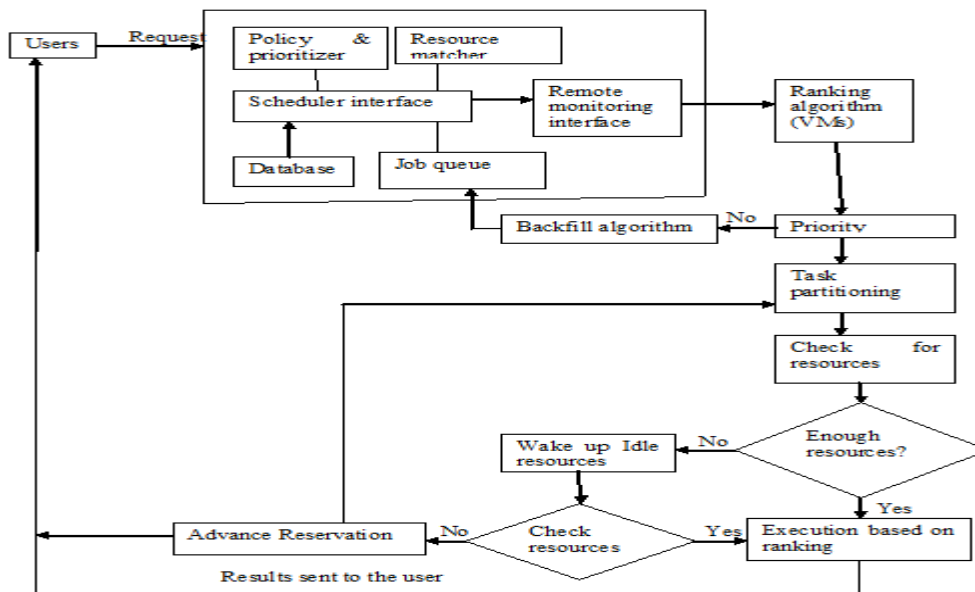 Users
Request
Policy &
prioritizer
Resource
matcher
Scheduler interface
Remote
monitoring
interface
Ranking
algorithm
(VMs)
Database
Job queue
Backfill algorithm
No
Priority
Task
partitioning
Check for
resources
Enough
resources?
No
Wake up Idle
resources
Yes
Advance Reservation
No
Check
resources
Yes
Execution based on
ranking
Results sent to the user